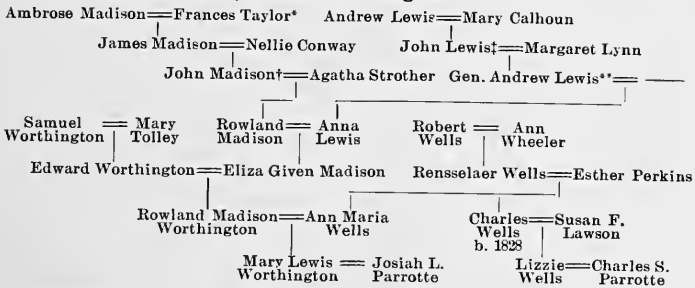 Ambrose Madison══Frances Taylor* Andrew Lewis══Mary Calhoun
James Madison══Nellie Conway John Lewis‡══Margaret Lynn
John Madison†══Agatha Strother Gen. Andrew Lewis**══ ——
Samuel ══ Mary Rowland══ Anna Robert ══ Ann
Worthington Tolley Madison Lewis Wells Wheeler
Edward Worthington══Eliza Given Madison Rensselaer Wells══Esther Perkins
Rowland Madison══Ann Maria Charles══Susan F.
Worthington Wells Wells Lawson
b. 1828
Mary Lewis ══ Josiah L. Lizzie══Charles S.
Worthington Parrotte Wells Parrotte